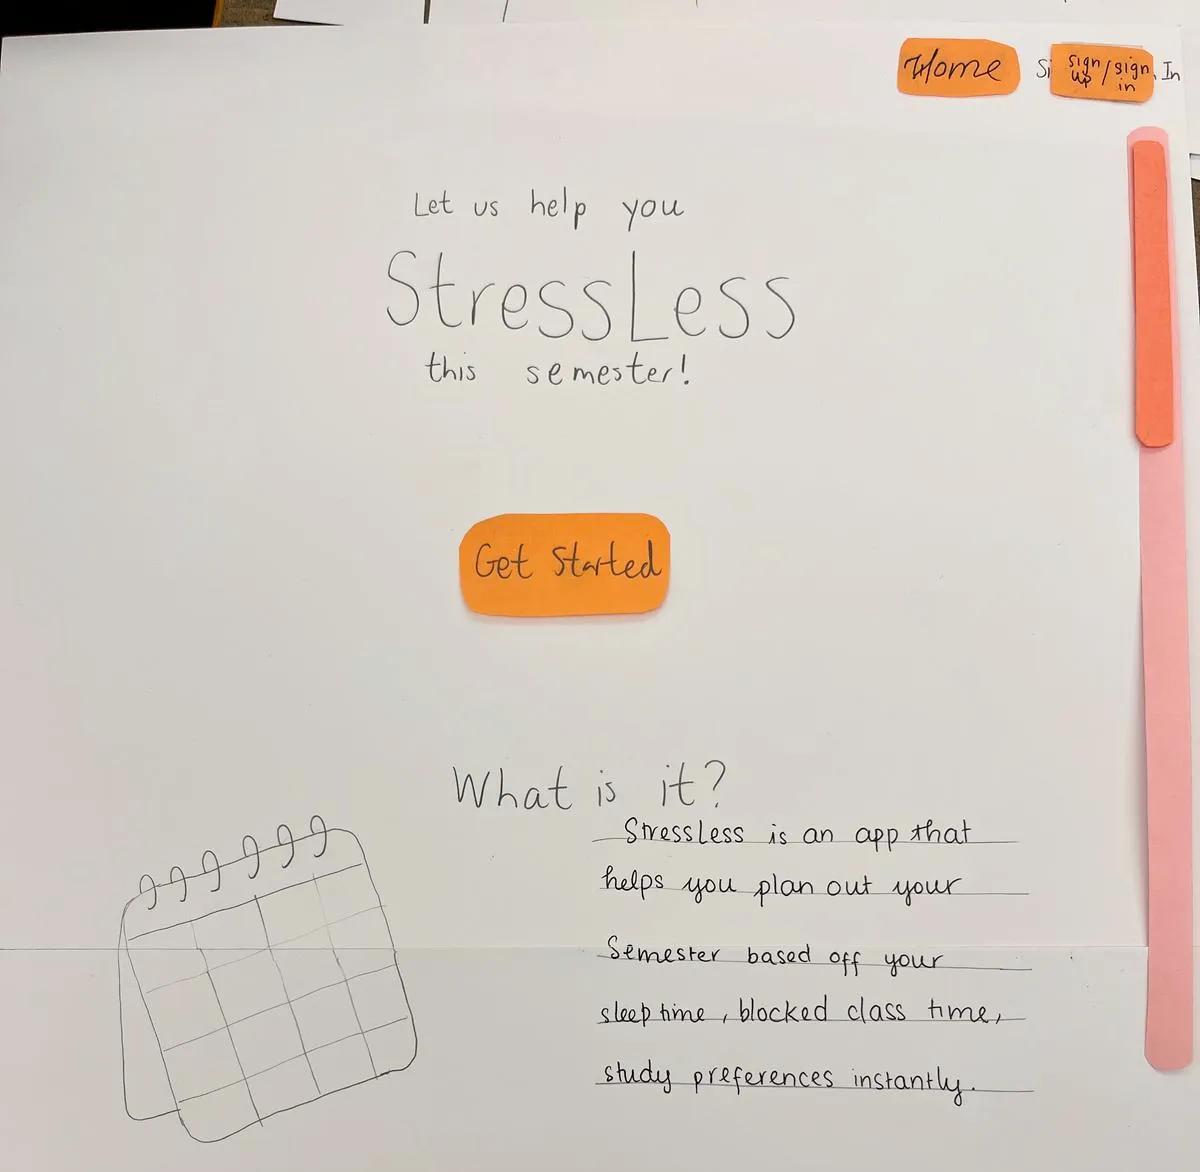 Home
Si
sign up / sign in
In
Let us help you
StressLess
this semester!
Get Started
What is it?
StressLess is an app that
helps you plan out your
Semester based off your
sleep time, blocked class time,
study preferences instantly.